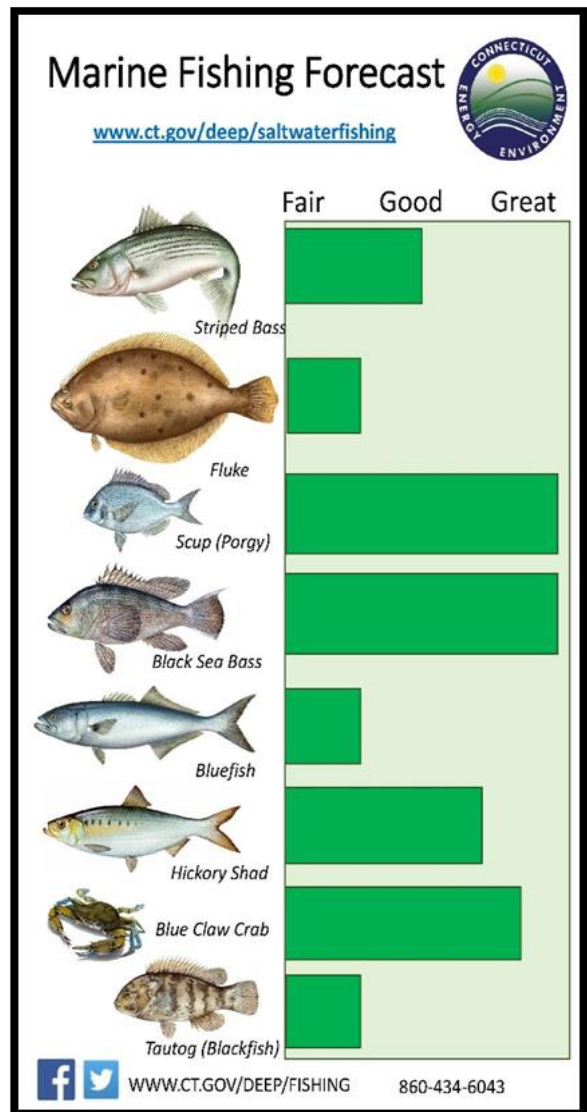 Marine Fishing Forecast
CONNECTICUT
ENERGY ENVIRONMENT
www.ct.gov/deep/saltwaterfishing
Fair Good Great
Striped Bass
Fluke
Scup (Porgy)
Black Sea Bass
Bluefish
Hickory Shad
Blue Claw Crab
Tautog (Blackfish)
WWW.CT.GOV/DEEP/FISHING 860-434-6043